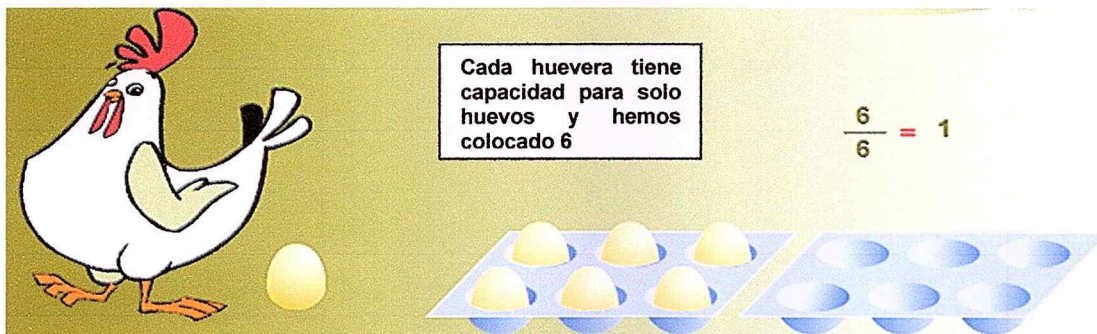 Cada huevera tiene
capacidad para solo
huevos y hemos
colocado 6
6
6 = 1